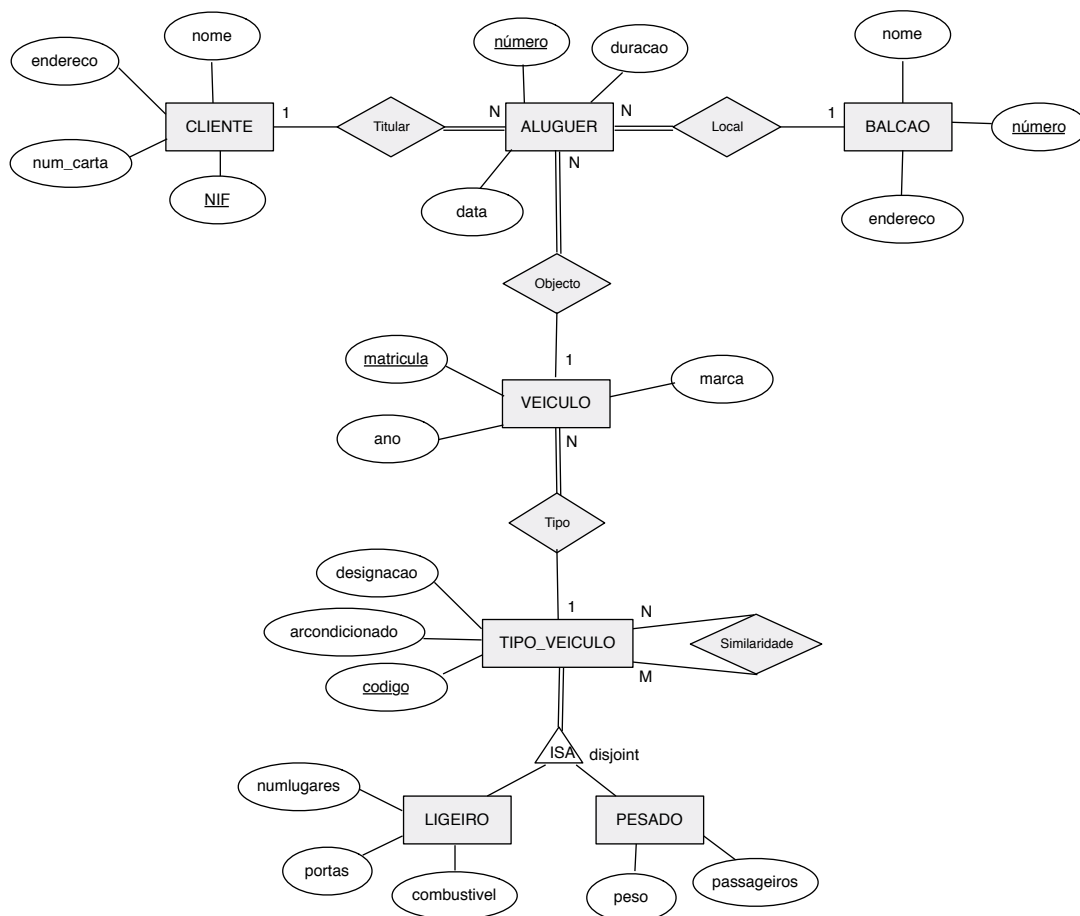 nome
número
duracao
nome
endereco
1
N
N
1
CLIENTE
Titular
ALUGUER
Local
BALCAO
número
num_carta
N
NIF
data
endereco
Objecto
matricula
1
marca
VEICULO
ano
N
Tipo
designacao
1
N
arcondicionado
TIPO_VEICULO
Similaridade
M
codigo
ISA
disjoint
numlugares
LIGEIRO
PESADO
portas
combustivel
peso
passageiros